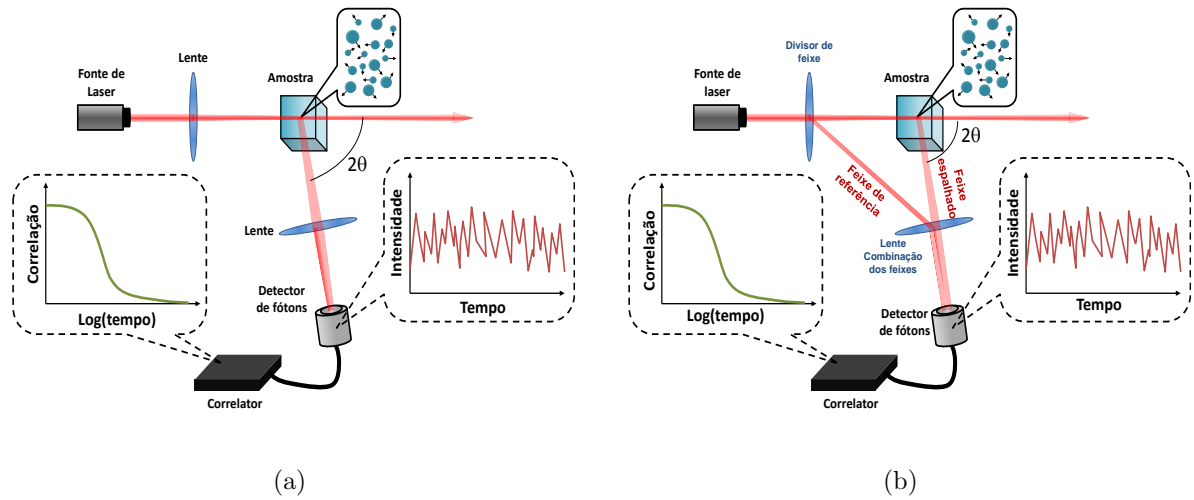 Fonte de
Laser
Lente
Amostra
2θ
Lente
Correlação
Log(tempo)
Intensidade
Tempo
Detector
de fótons
Correlator
(a)
Divisor de
feixe
Fonte de
laser
Amostra
2θ
Feixe de
referência
Feixe
espalhado
Lente
Combinação
dos feixes
Correlação
Log(tempo)
Intensidade
Tempo
Detector
de fótons
Correlator
(b)